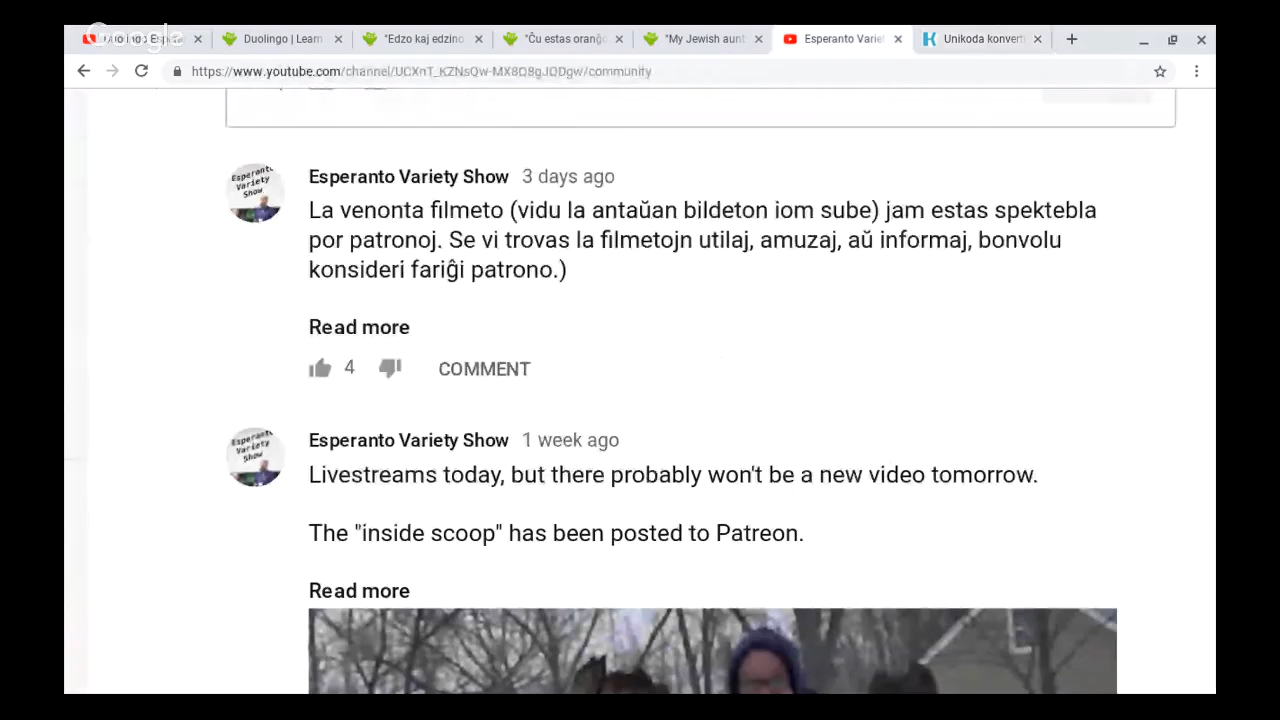 Google
Duolingo | Learn
"Edzo kaj edzino
"Ĉu estas oranĝo
"My Jewish aunt
Esperanto Variet
Unikoda konverti
https://www.youtube.com/channel/UCXnT_KZNsQw-MX8Q8gJQDgw/community
Esperanto Variety Show
Esperanto Variety Show 3 days ago
La venonta filmeto (vidu la antaŭan bildeton iom sube) jam estas spektebla
por patronoj. Se vi trovas la filmetojn utilaj, amuzaj, aŭ informaj, bonvolu
konsideri fariĝi patrono.)
Read more
4 COMMENT
Esperanto Variety Show
Esperanto Variety Show 1 week ago
Livestreams today, but there probably won't be a new video tomorrow.
The "inside scoop" has been posted to Patreon.
Read more